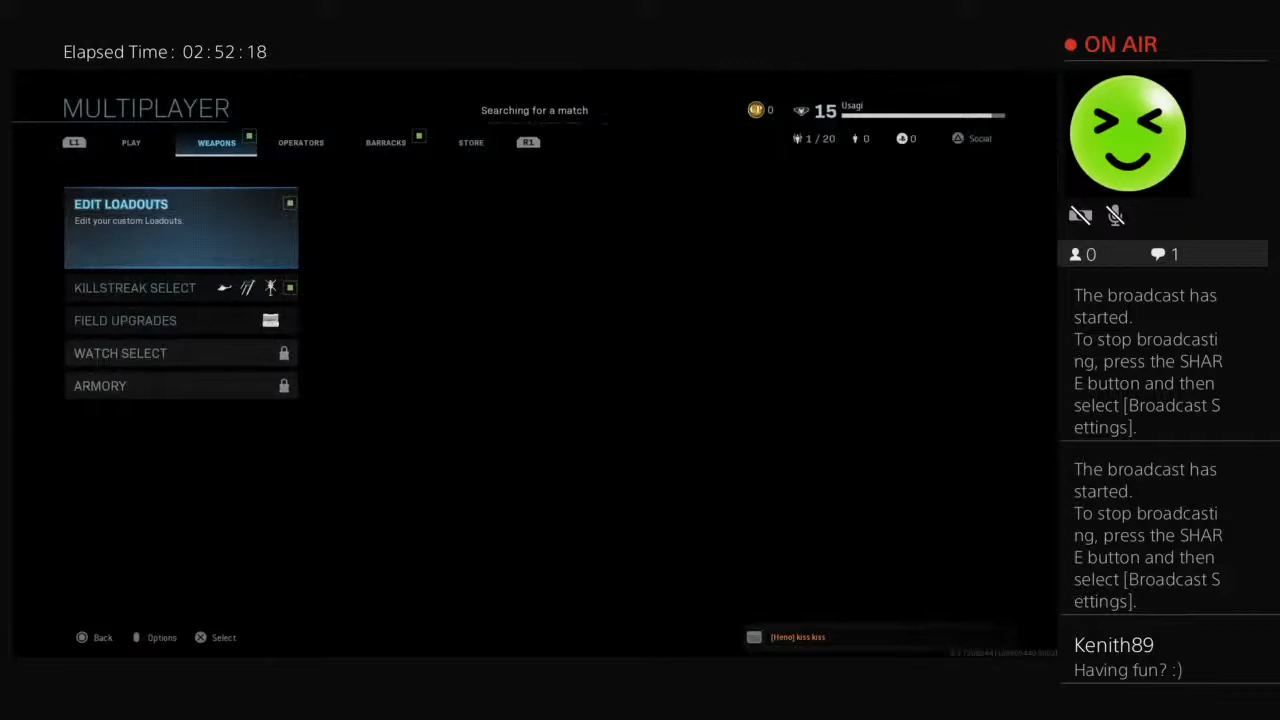 Elapsed Time: 02:52:18
ON AIR
MULTIPLAYER
Searching for a match
CP 0
15 Usagi
1 / 20 0 0 Social
L1 PLAY WEAPONS OPERATORS BARRACKS STORE R1
EDIT LOADOUTS
Edit your custom Loadouts.
KILLSTREAK SELECT
FIELD UPGRADES
WATCH SELECT
ARMORY
0 1
The broadcast has
started.
To stop broadcasti
ng, press the SHAR
E button and then
select [Broadcast S
ettings].
The broadcast has
started.
To stop broadcasti
ng, press the SHAR
E button and then
select [Broadcast S
ettings].
Kenith89
Having fun? :)
Back Options Select
[Heno] kiss kiss